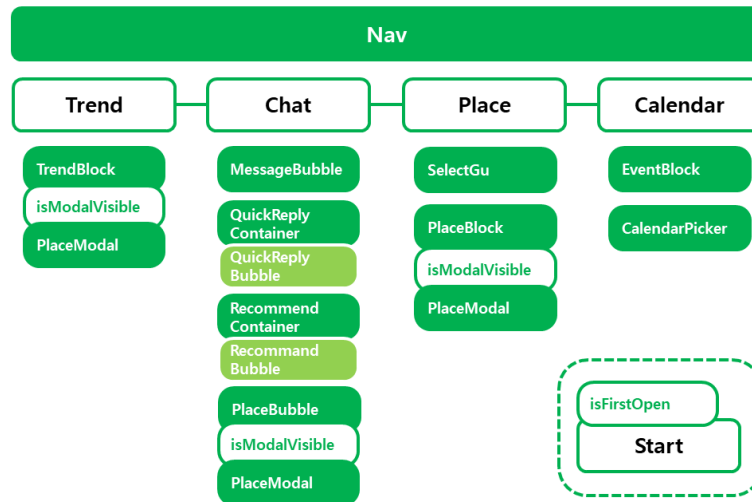 Nav
Trend
Chat
Place
Calendar
TrendBlock
isModalVisible
PlaceModal
MessageBubble
QuickReply
Container
QuickReply
Bubble
Recommend
Container
Recommand
Bubble
PlaceBubble
isModalVisible
PlaceModal
SelectGu
PlaceBlock
isModalVisible
PlaceModal
EventBlock
CalendarPicker
isFirstOpen
Start